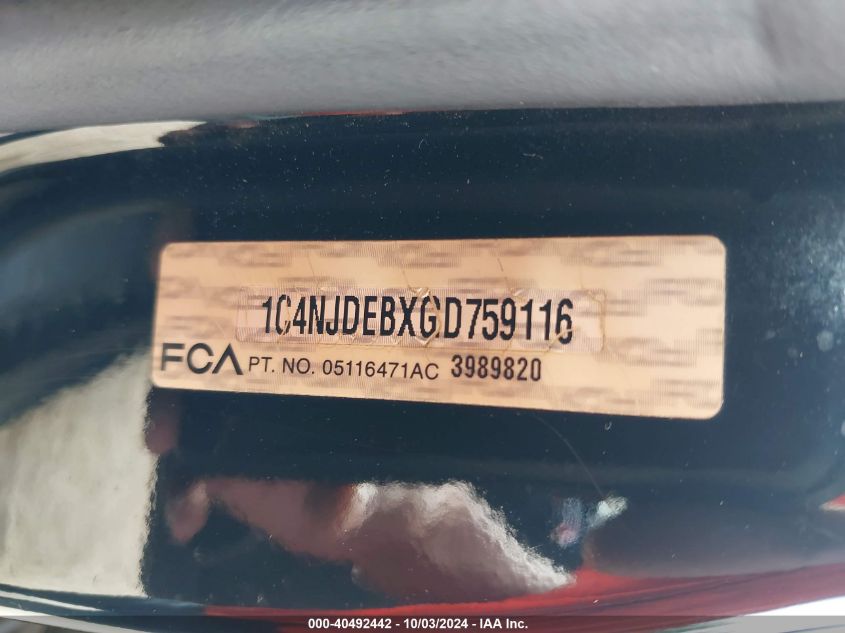 1C4NJDEBXGD759116
FCA PT. NO. 05116471AC 3989820
000-40492442 - 10/03/2024 - IAA Inc.